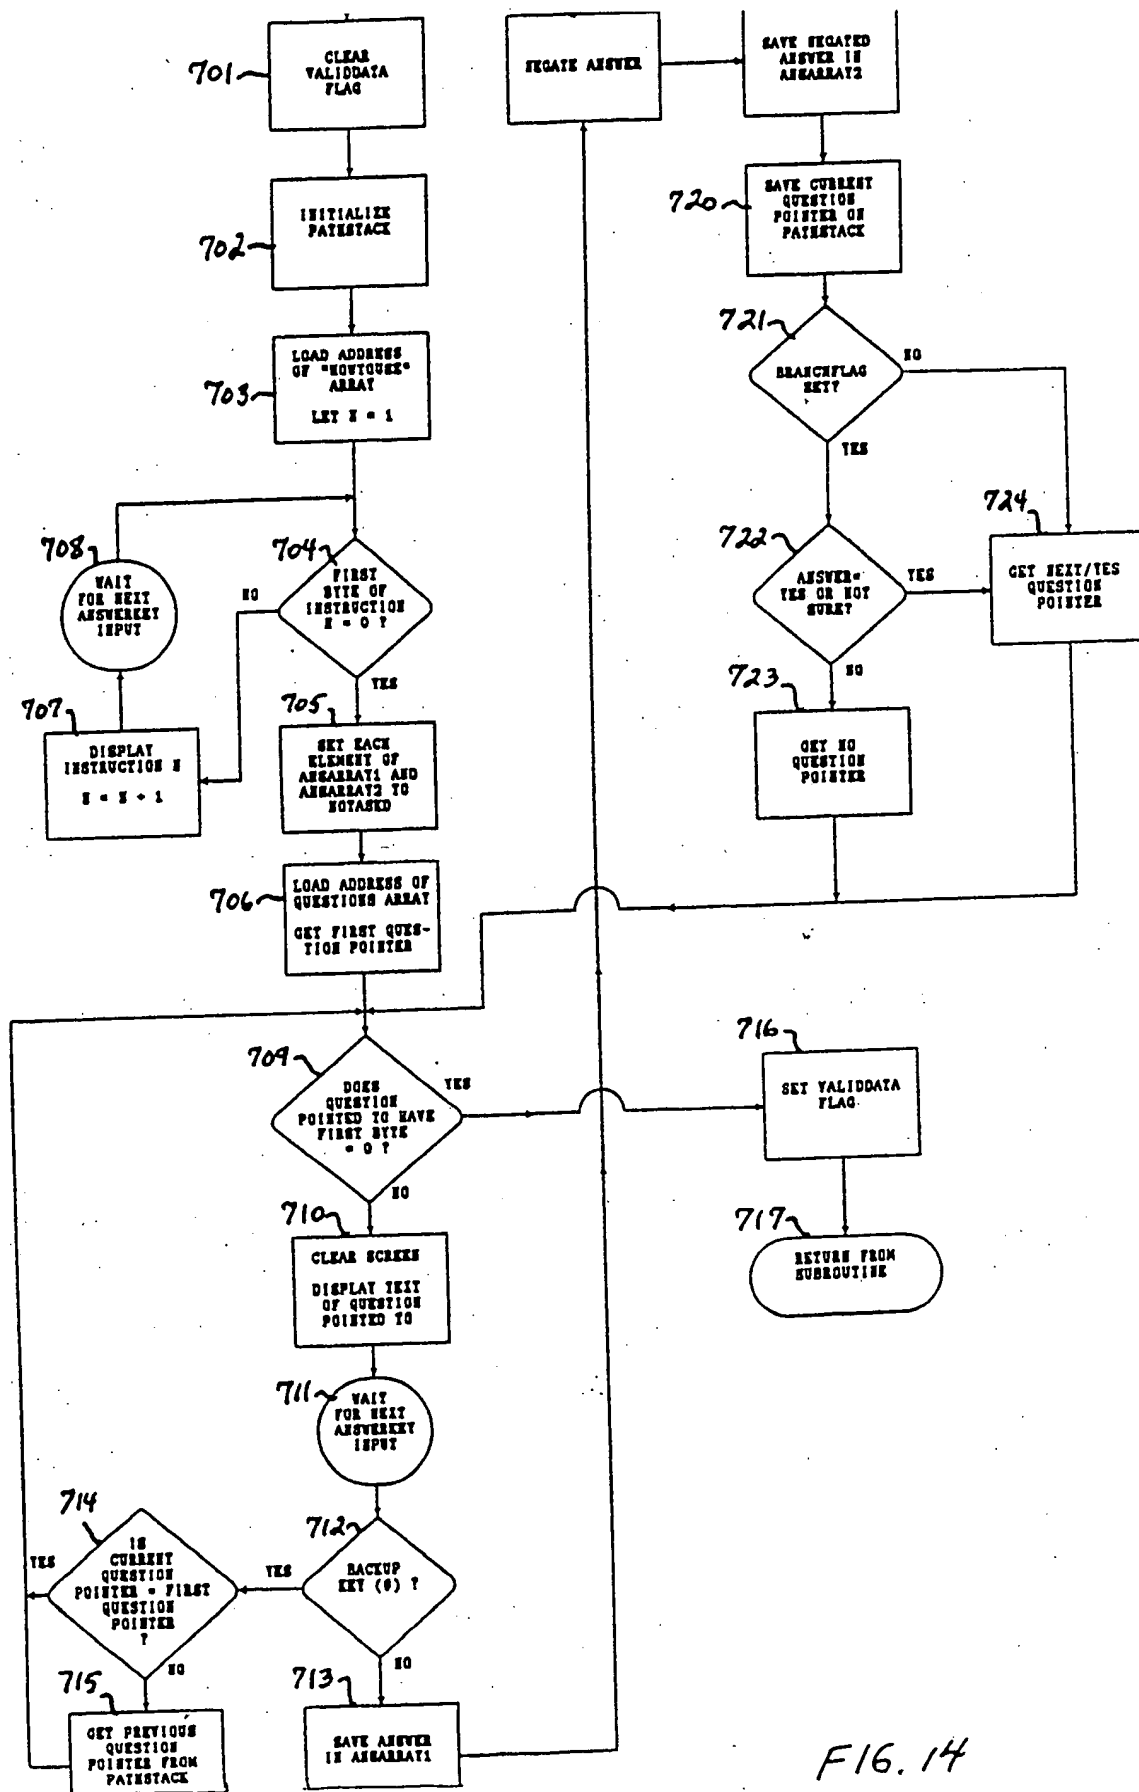 701
CLEAR
VALIDDATA
FLAG
702
INITIALIZE
PATHSTACK
703
LOAD ADDRESS
OF "HOWTOUSE"
ARRAY
LET N = 1
704
FIRST
BYTE OF
INSTRUCTION
N = 0 ?
NO
YES
708
WAIT
FOR NEXT
ANSWERKEY
INPUT
707
DISPLAY
INSTRUCTION N
N = N + 1
705
SET EACH
ELEMENT OF
ANSARRAY1 AND
ANSARRAY2 TO
NOTASKED
706
LOAD ADDRESS OF
QUESTIONS ARRAY
GET FIRST QUES-
TION POINTER
709
DOES
QUESTION
POINTED TO HAVE
FIRST BYTE
= 0 ?
YES
NO
710
CLEAR SCREEN
DISPLAY TEXT
OF QUESTION
POINTED TO
711
WAIT
FOR NEXT
ANSWERKEY
INPUT
712
BACKUP
KEY (8) ?
YES
NO
714
IS
CURRENT
QUESTION
POINTER = FIRST
QUESTION
POINTER
?
YES
NO
715
GET PREVIOUS
QUESTION
POINTER FROM
PATHSTACK
713
SAVE ANSWER
IN ANSARRAY1
NEGATE ANSWER
SAVE NEGATED
ANSWER IN
ANSARRAY2
720
SAVE CURRENT
QUESTION
POINTER ON
PATHSTACK
721
BRANCHFLAG
SET?
NO
YES
722
ANSWER=
YES OR NOT
SURE?
YES
NO
724
GET NEXT/YES
QUESTION
POINTER
723
GET NO
QUESTION
POINTER
716
SET VALIDDATA
FLAG
717
RETURN FROM
SUBROUTINE
FIG. 14